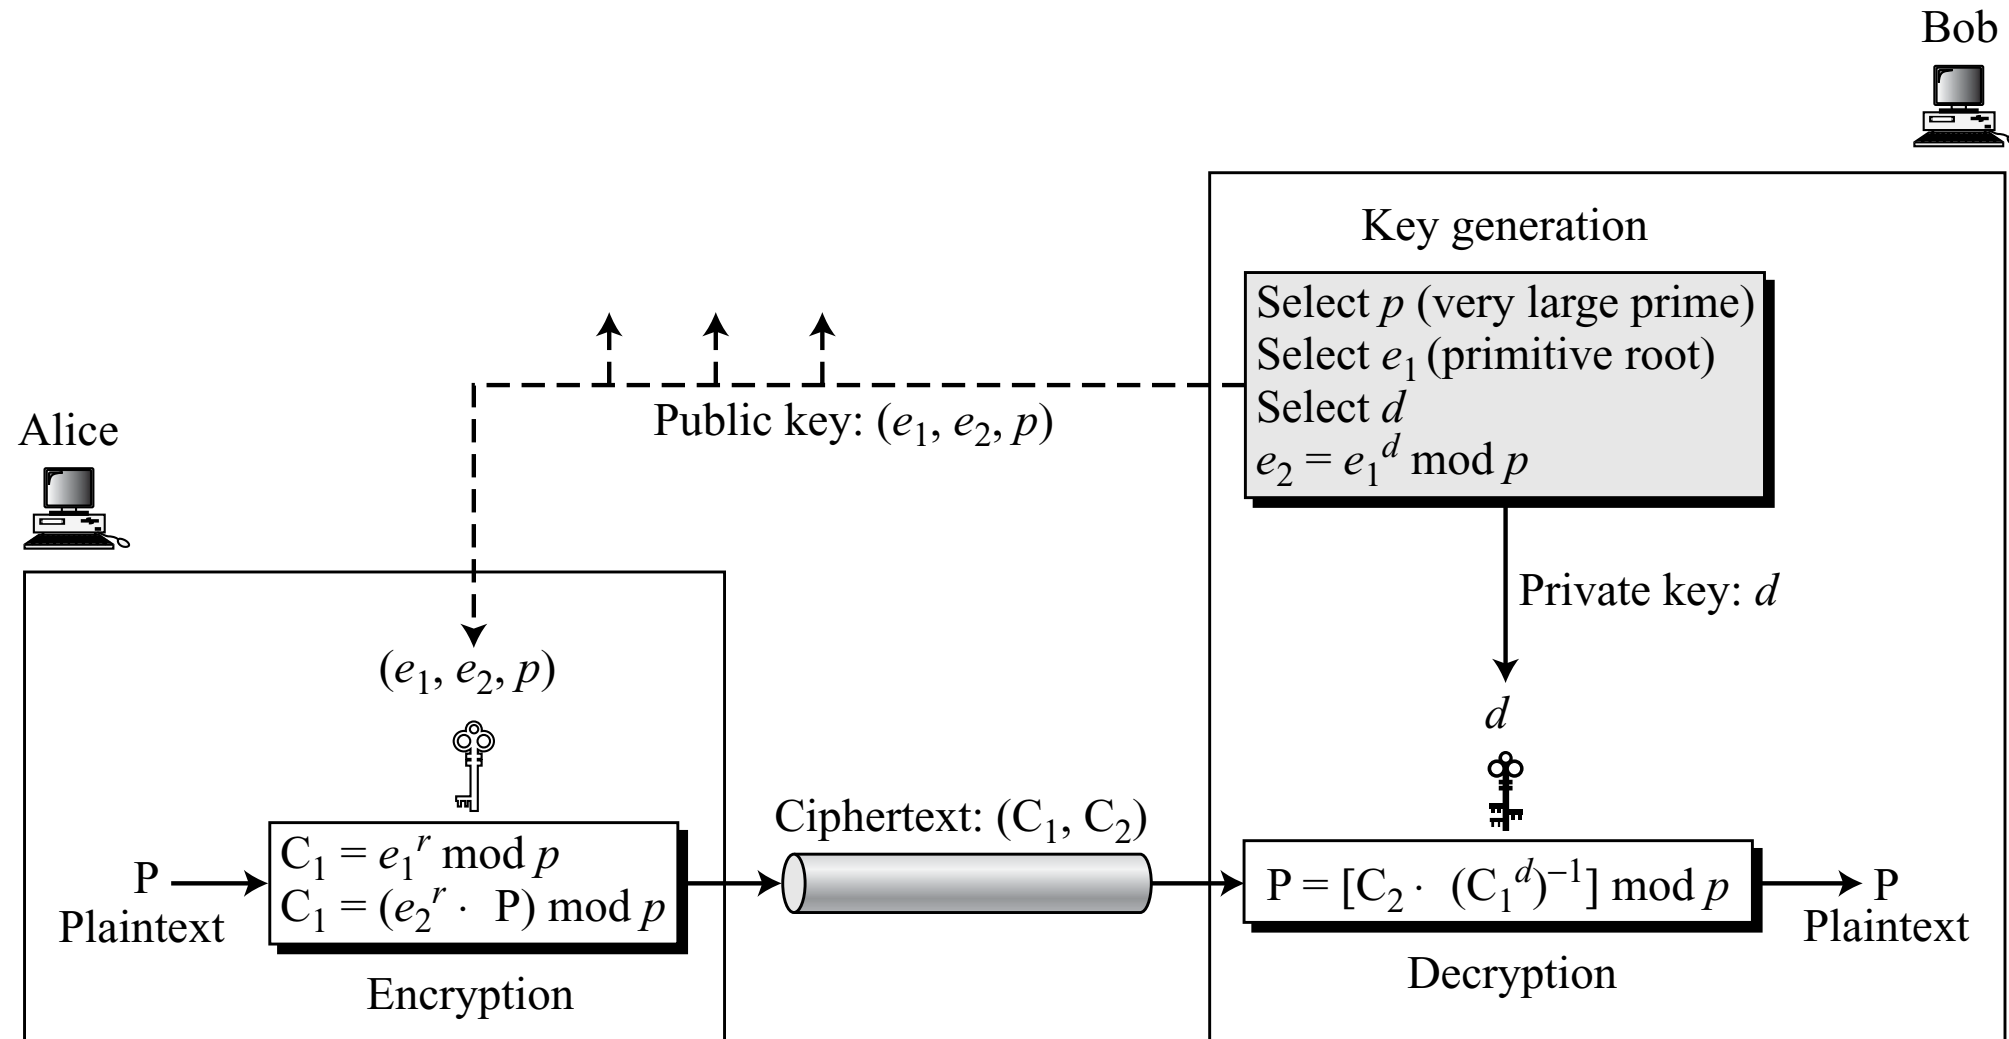 Bob
Key generation
Select p (very large prime)
Select e₁ (primitive root)
Select d
e₂ = e₁ᵈ mod p
Public key: (e₁, e₂, p)
Alice
Private key: d
(e₁, e₂, p)
d
Ciphertext: (C₁, C₂)
C₁ = e₁ʳ mod p
C₁ = (e₂ʳ · P) mod p
P
Plaintext
P = [C₂ · (C₁ᵈ)⁻¹] mod p
P
Plaintext
Encryption
Decryption